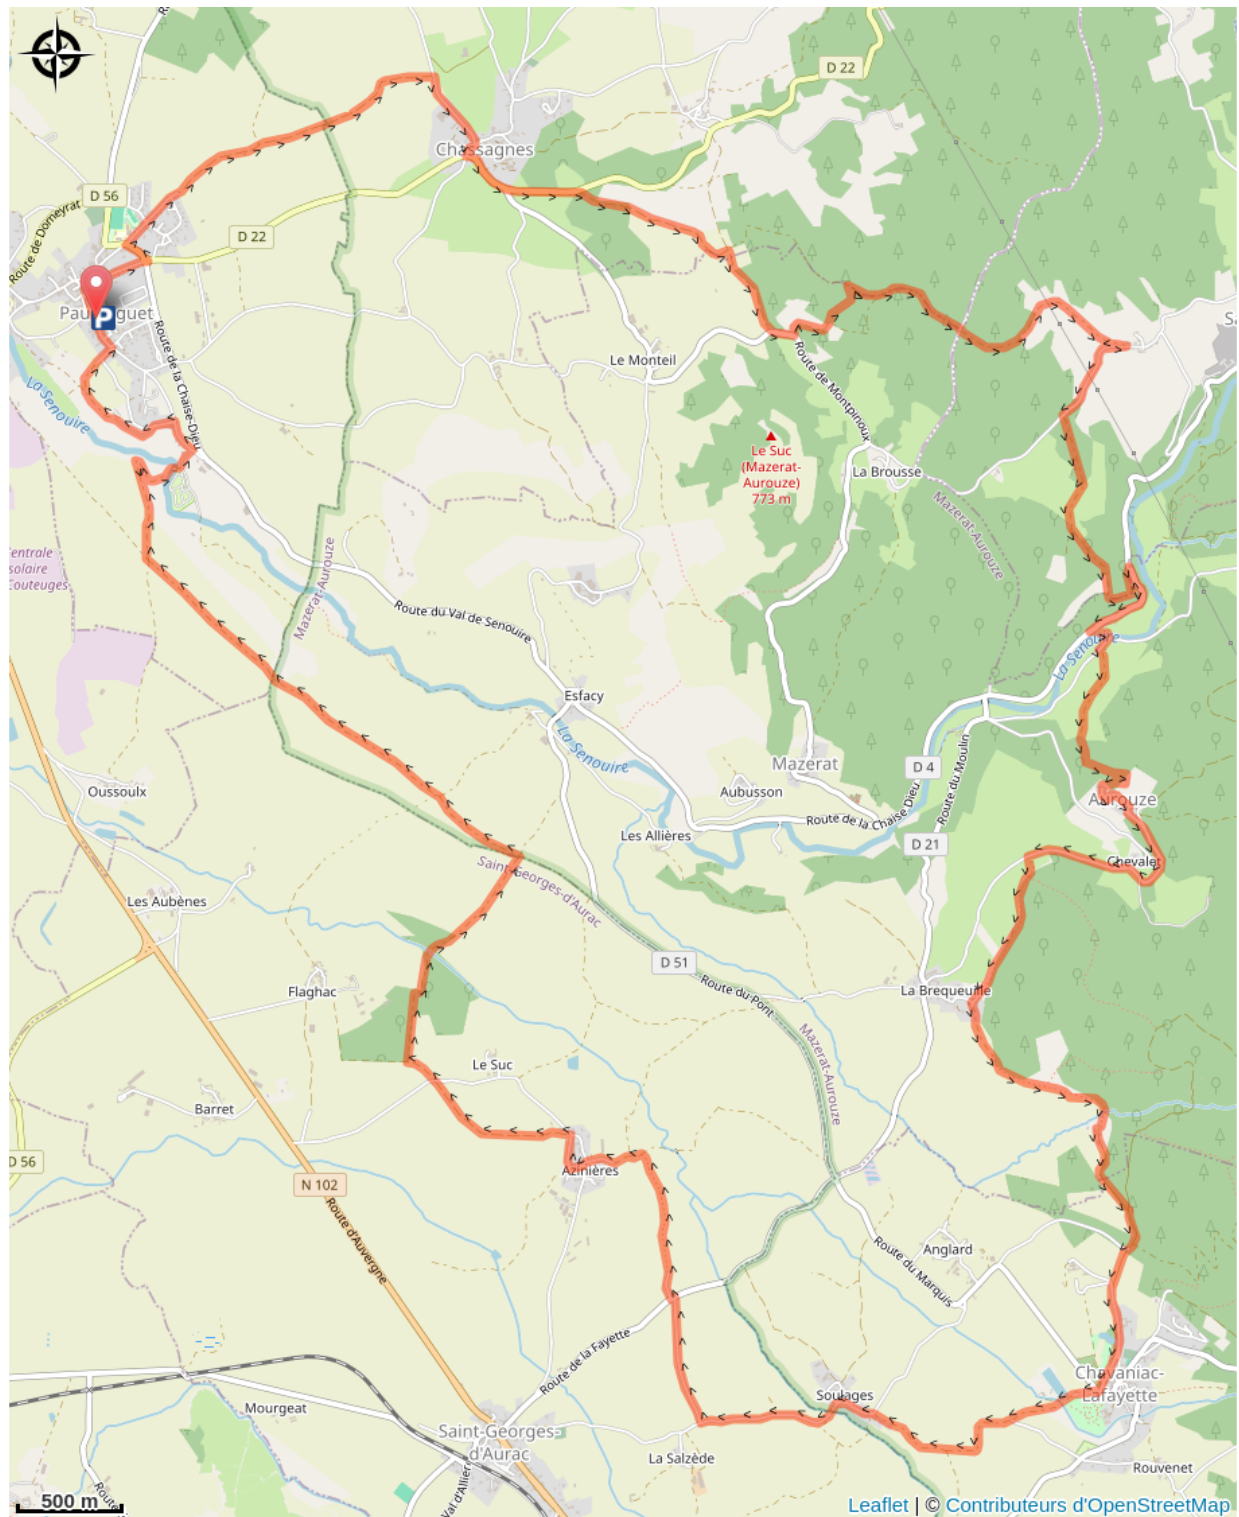 D 22
Chassagnes
D 56
Route de Domeyrat
D 22
P
La Senouire
Route de la Chaise-Dieu
Le Monteil
Route de Montpinoux
Le Suc
(Mazerat-
Aurouze)
773 m
La Brousse
Mazerat-Aurouze
Mazerat-Aurouze
Route du Val de Senouire
La Senouire
Esfacy
La Senouire
Mazerat
D 4
Route du Moulin
Oussoulx
Aubusson
Aurouze
Route de la Chaise Dieu
Les Allières
D 21
Chevalet
Saint-Georges-d'Aurac
Les Aubènes
D 51
Flaghac
Route du Pont
La Brequeuille
Mazerat-Aurouze
Le Suc
Barret
D 56
Azinières
N 102
Route d'Auvergne
Anglard
Route du Marquis
Route de la Fayette
Chavaniac-
Lafayette
Soulages
Mourgeat
Saint-Georges-
d'Aurac
La Salzède
Rouvenet
500 m
Leaflet | © Contributeurs d'OpenStreetMap